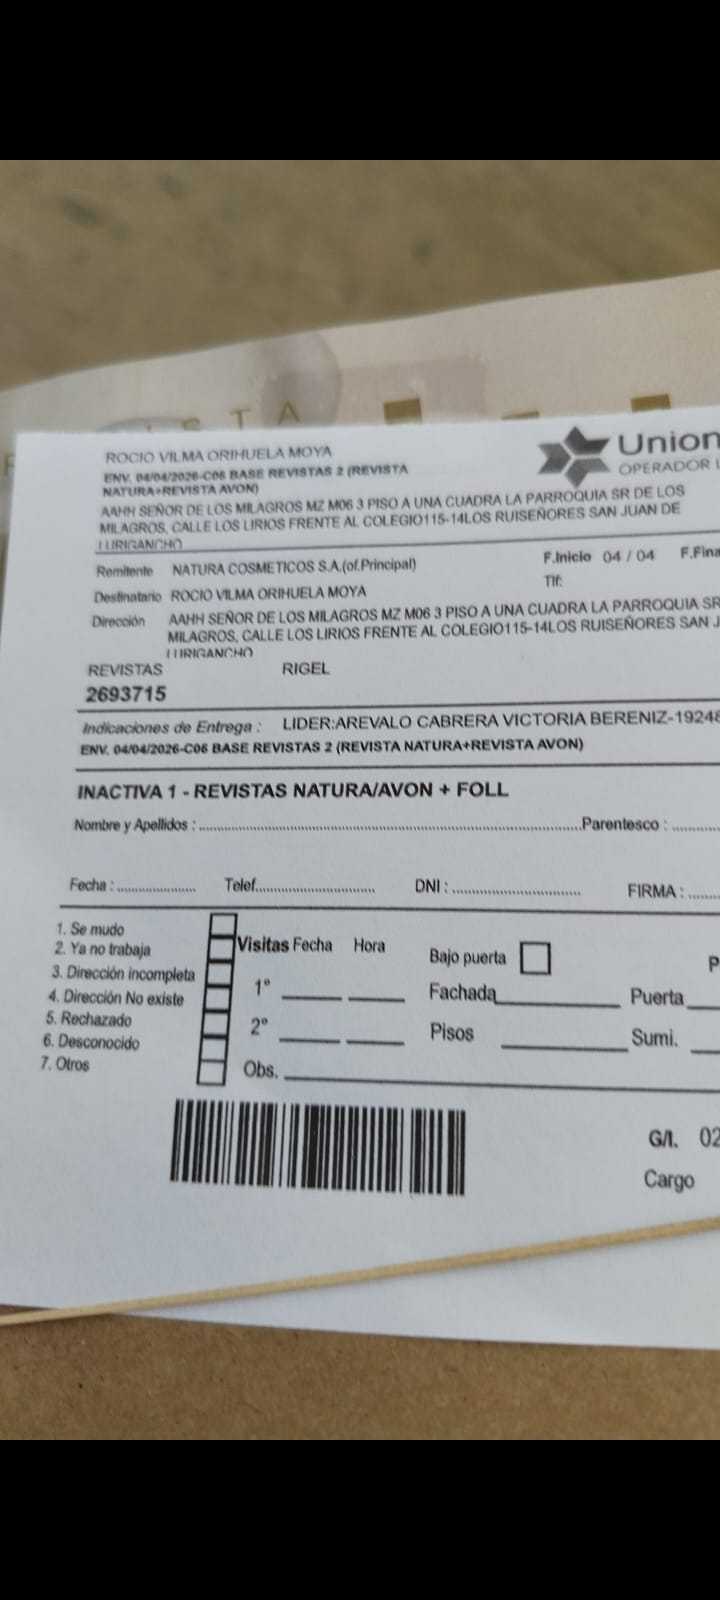 ISTA
ROCIO VILMA ORIHUELA MOYA
ENV. 04/04/2026-C06 BASE REVISTAS 2 (REVISTA
NATURA+REVISTA AVON)
Union
OPERADOR L
AAHH SEÑOR DE LOS MILAGROS MZ M06 3 PISO A UNA CUADRA LA PARROQUIA SR DE LOS
MILAGROS, CALLE LOS LIRIOS FRENTE AL COLEGIO115-14LOS RUISEÑORES SAN JUAN DE
LURIGANCHO
Remitente NATURA COSMETICOS S.A.(of.Principal)
F.Inicio 04 / 04 F.Fina
Tlf:
Destinatario ROCIO VILMA ORIHUELA MOYA
Dirección AAHH SEÑOR DE LOS MILAGROS MZ M06 3 PISO A UNA CUADRA LA PARROQUIA SR
MILAGROS, CALLE LOS LIRIOS FRENTE AL COLEGIO115-14LOS RUISEÑORES SAN J
LURIGANCHO
REVISTAS RIGEL
2693715
Indicaciones de Entrega : LIDER:AREVALO CABRERA VICTORIA BERENIZ-19248
ENV. 04/04/2026-C06 BASE REVISTAS 2 (REVISTA NATURA+REVISTA AVON)
INACTIVA 1 - REVISTAS NATURA/AVON + FOLL
Nombre y Apellidos : Parentesco :
Fecha : Telef. DNI : FIRMA :
1. Se mudo
2. Ya no trabaja
3. Dirección incompleta
4. Dirección No existe
5. Rechazado
6. Desconocido
7. Otros
Visitas Fecha Hora
1°
2°
Obs.
Bajo puerta
P
Fachada Puerta
Pisos Sumi.
G/I. 02
Cargo